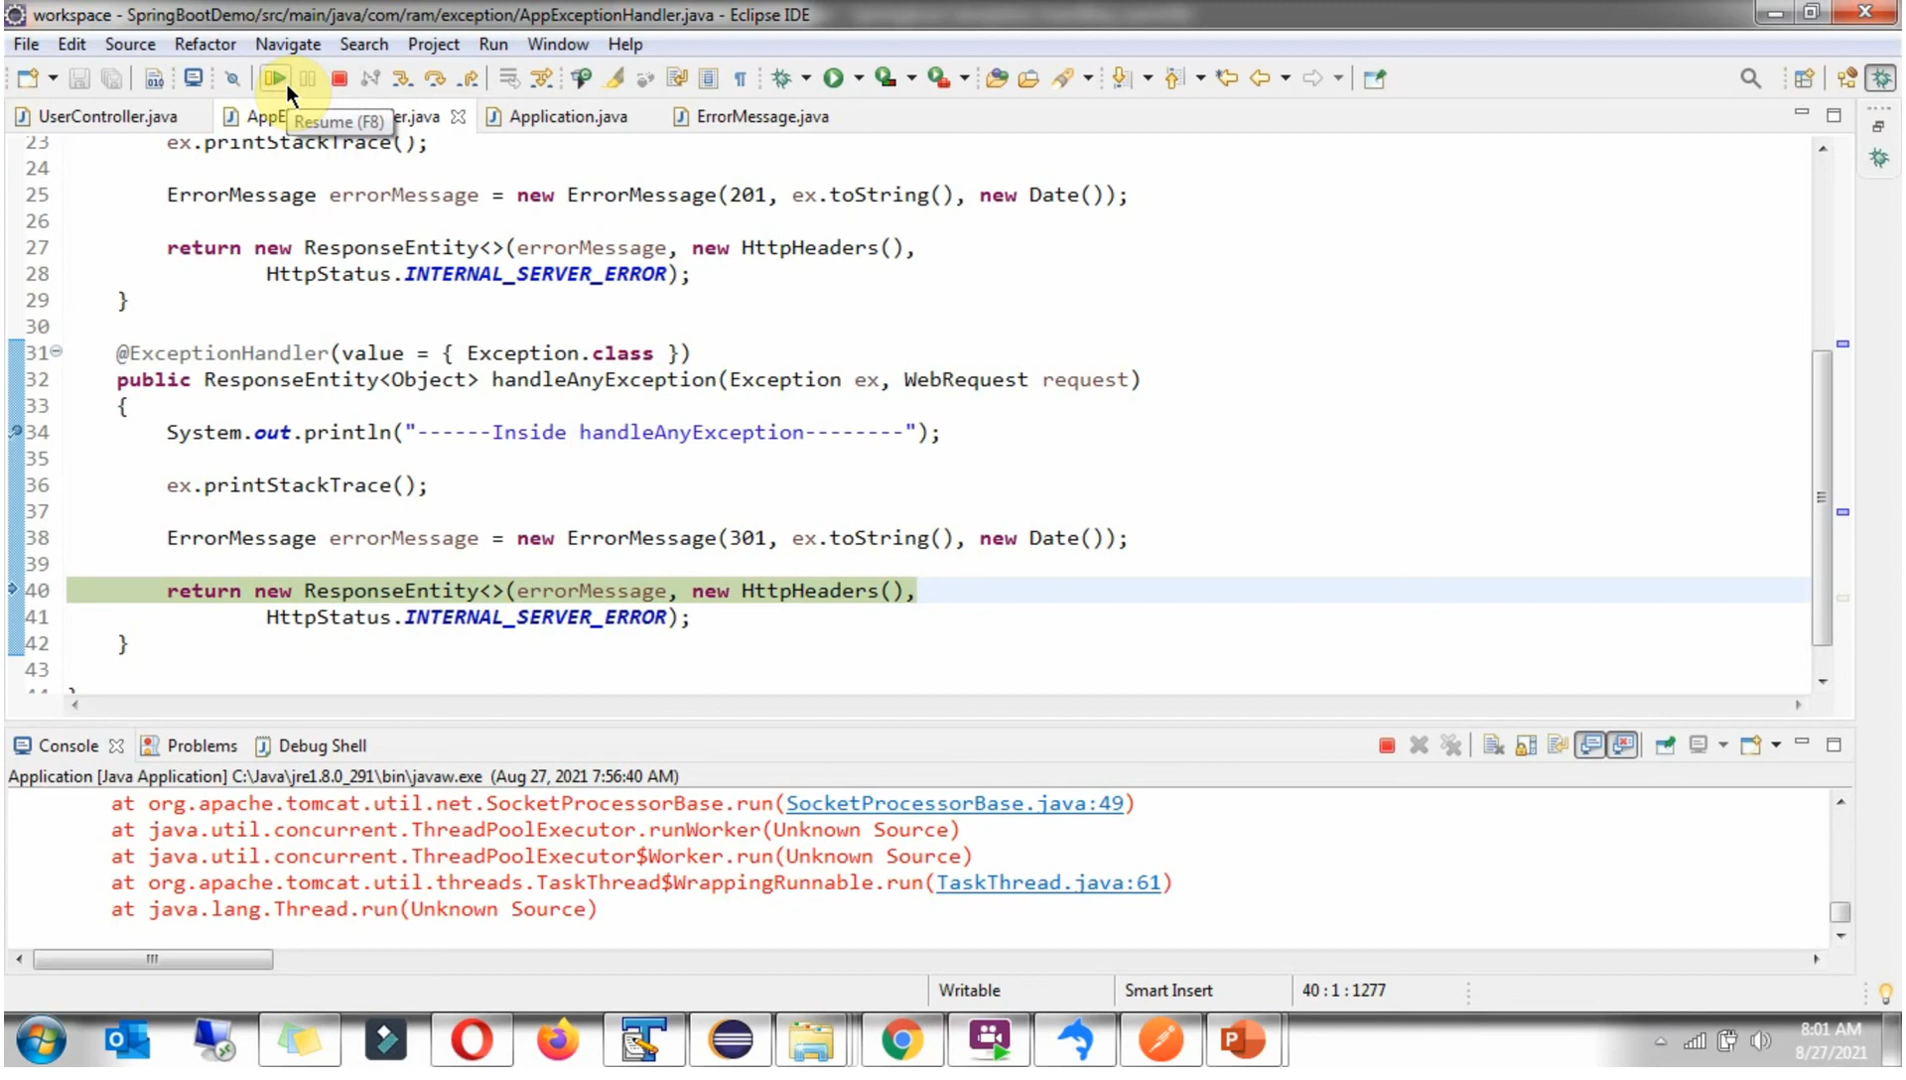 workspace - SpringBootDemo/src/main/java/com/ram/exception/AppExceptionHandler.java - Eclipse IDE
File Edit Source Refactor Navigate Search Project Run Window Help
UserController.java AppE er.java Application.java ErrorMessage.java
Resume (F8)
23 ex.printStackTrace();
24
25 ErrorMessage errorMessage = new ErrorMessage(201, ex.toString(), new Date());
26
27 return new ResponseEntity<>(errorMessage, new HttpHeaders(),
28 HttpStatus.INTERNAL_SERVER_ERROR);
29 }
30
31 @ExceptionHandler(value = { Exception.class })
32 public ResponseEntity<Object> handleAnyException(Exception ex, WebRequest request)
33 {
34 System.out.println("------Inside handleAnyException--------");
35
36 ex.printStackTrace();
37
38 ErrorMessage errorMessage = new ErrorMessage(301, ex.toString(), new Date());
39
40 return new ResponseEntity<>(errorMessage, new HttpHeaders(),
41 HttpStatus.INTERNAL_SERVER_ERROR);
42 }
43
Console Problems Debug Shell
Application [Java Application] C:\Java\jre1.8.0_291\bin\javaw.exe (Aug 27, 2021 7:56:40 AM)
at org.apache.tomcat.util.net.SocketProcessorBase.run(SocketProcessorBase.java:49)
at java.util.concurrent.ThreadPoolExecutor.runWorker(Unknown Source)
at java.util.concurrent.ThreadPoolExecutor$Worker.run(Unknown Source)
at org.apache.tomcat.util.threads.TaskThread$WrappingRunnable.run(TaskThread.java:61)
at java.lang.Thread.run(Unknown Source)
Writable Smart Insert 40 : 1 : 1277
8:01 AM
8/27/2021